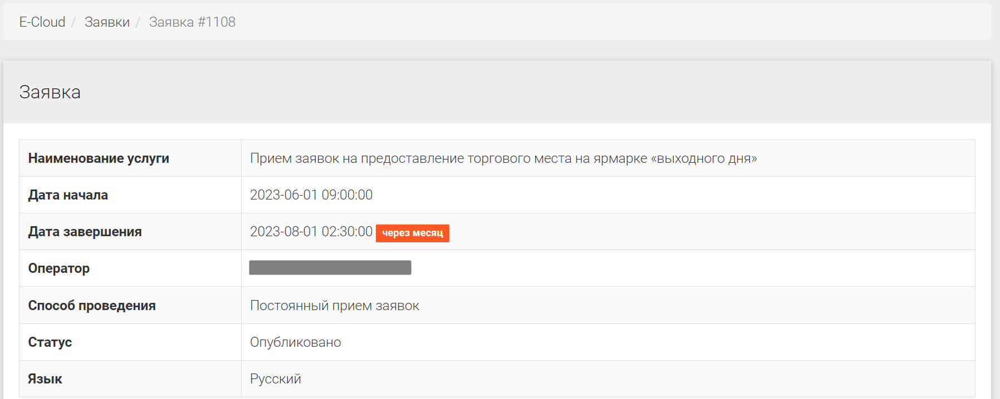 E-Cloud / Заявки / Заявка #1108
Заявка
Наименование услуги Прием заявок на предоставление торгового места на ярмарке «выходного дня»
Дата начала 2023-06-01 09:00:00
Дата завершения 2023-08-01 02:30:00 через месяц
Оператор
Способ проведения Постоянный прием заявок
Статус Опубликовано
Язык Русский